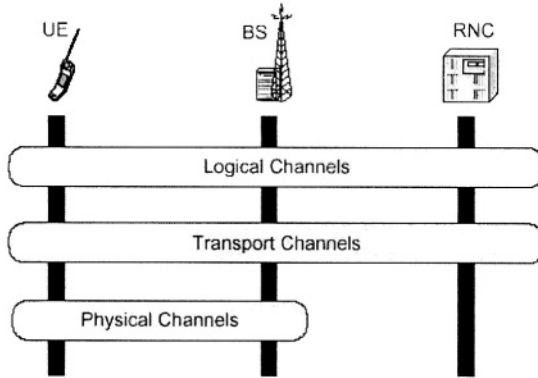 UE
BS
RNC
Logical Channels
Transport Channels
Physical Channels